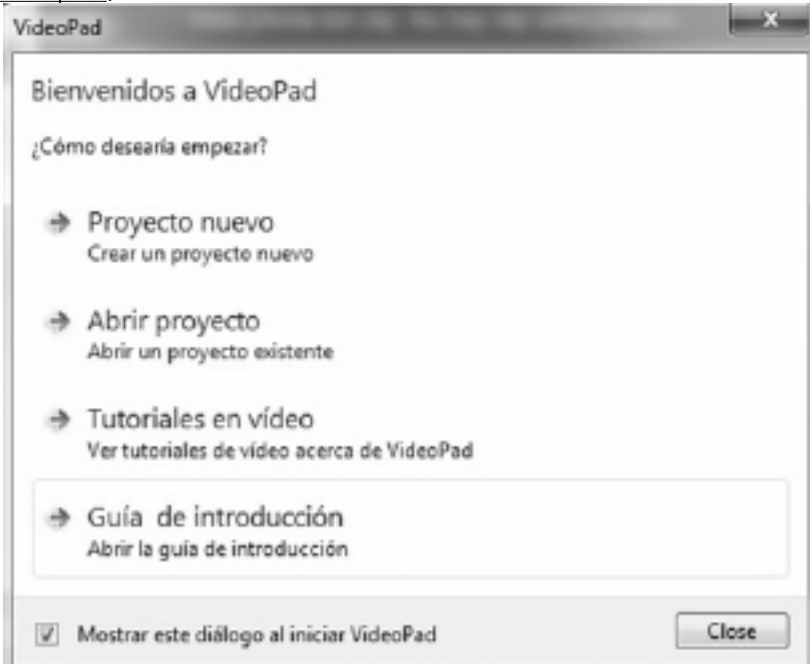 VideoPad
Bienvenidos a VideoPad
¿Cómo desearía empezar?
Proyecto nuevo
Crear un proyecto nuevo
Abrir proyecto
Abrir un proyecto existente
Tutoriales en vídeo
Ver tutoriales de vídeo acerca de VideoPad
Guía de introducción
Abrir la guía de introducción
Mostrar este diálogo al iniciar VideoPad
Close